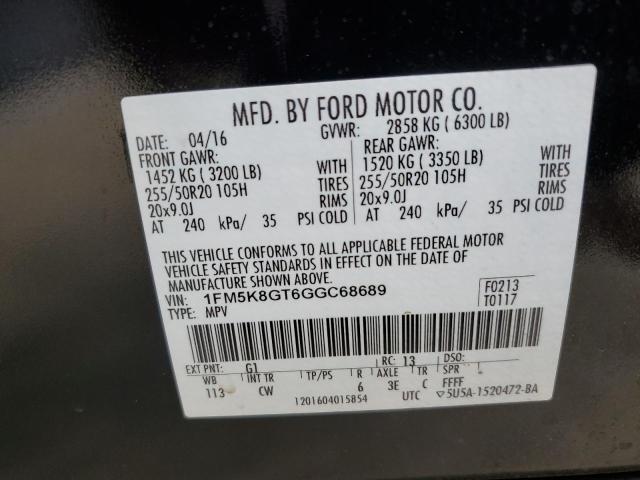 MFD. BY FORD MOTOR CO.
DATE: 04/16 GVWR: 2858 KG ( 6300 LB)
FRONT GAWR: REAR GAWR:
1452 KG ( 3200 LB) WITH 1520 KG ( 3350 LB) WITH
255/50R20 105H TIRES 255/50R20 105H TIRES
20x9.0J RIMS 20x9.0J RIMS
AT 240 kPa/ 35 PSI COLD AT 240 kPa/ 35 PSI COLD
THIS VEHICLE CONFORMS TO ALL APPLICABLE FEDERAL MOTOR
VEHICLE SAFETY STANDARDS IN EFFECT ON THE DATE OF
MANUFACTURE SHOWN ABOVE.
VIN: 1FM5K8GT6GGC68689 F0213
TYPE: MPV T0117
EXT PNT: G1 RC: 13 DSO:
WB INT TR TP/PS R AXLE TR SPR
113 CW 6 3E C FFFF
1201604015854 UTC ▽5U5A-1520472-BA